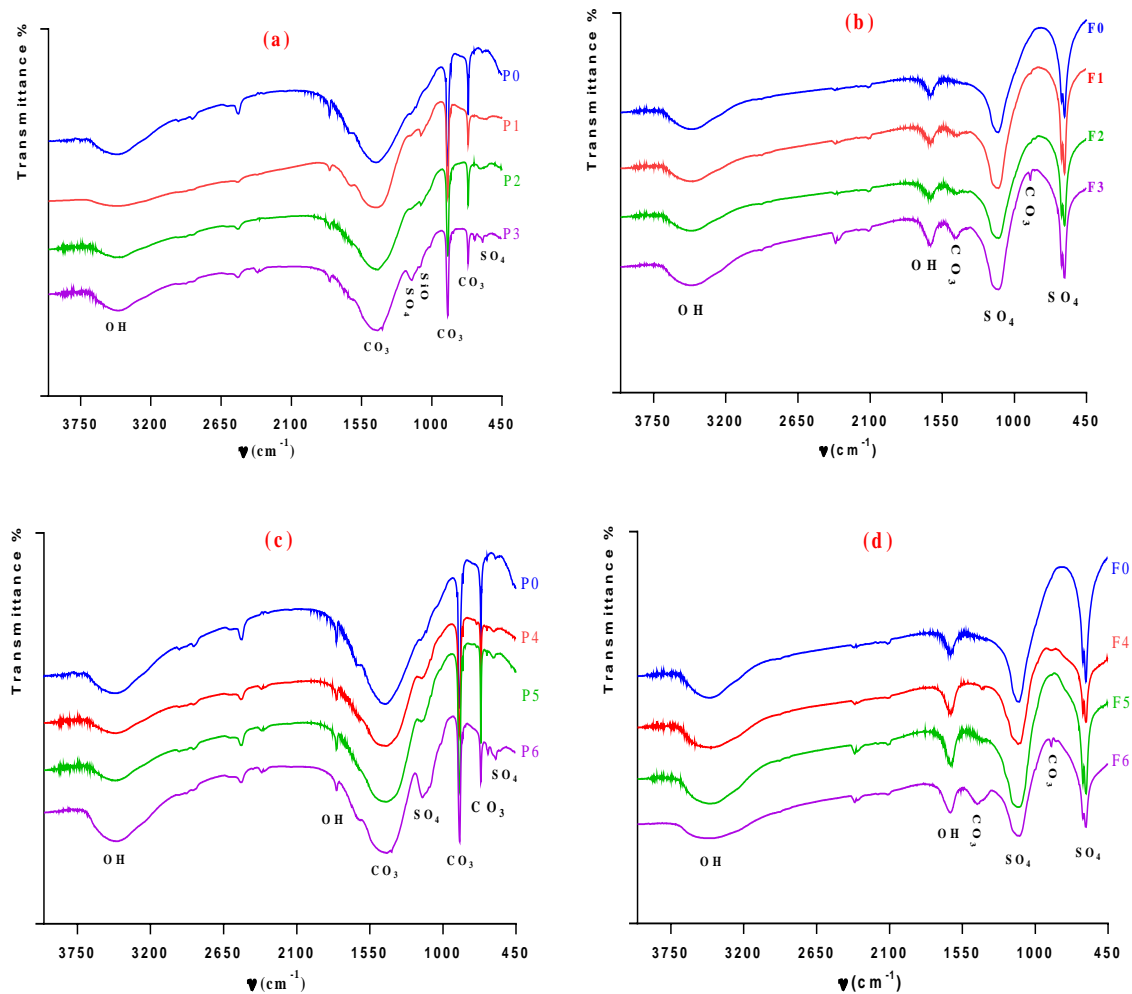 (a)
Transmittance %
P0
P1
P2
P3
OH
CO₃
SO₄
SiO
CO₃
CO₃
SO₄
3750 3200 2650 2100 1550 1000 450
ν(cm⁻¹)
(b)
Transmittance %
F0
F1
F2
F3
OH
OH
CO₃
SO₄
CO₃
SO₄
3750 3200 2650 2100 1550 1000 450
ν(cm⁻¹)
(c)
Transmittance %
P0
P4
P5
P6
OH
OH
CO₃
SO₄
CO₃
CO₃
SO₄
3750 3200 2650 2100 1550 1000 450
ν(cm⁻¹)
(d)
Transmittance %
F0
F4
F5
F6
OH
OH
CO₃
SO₄
CO₃
SO₄
3750 3200 2650 2100 1550 1000 450
ν(cm⁻¹)